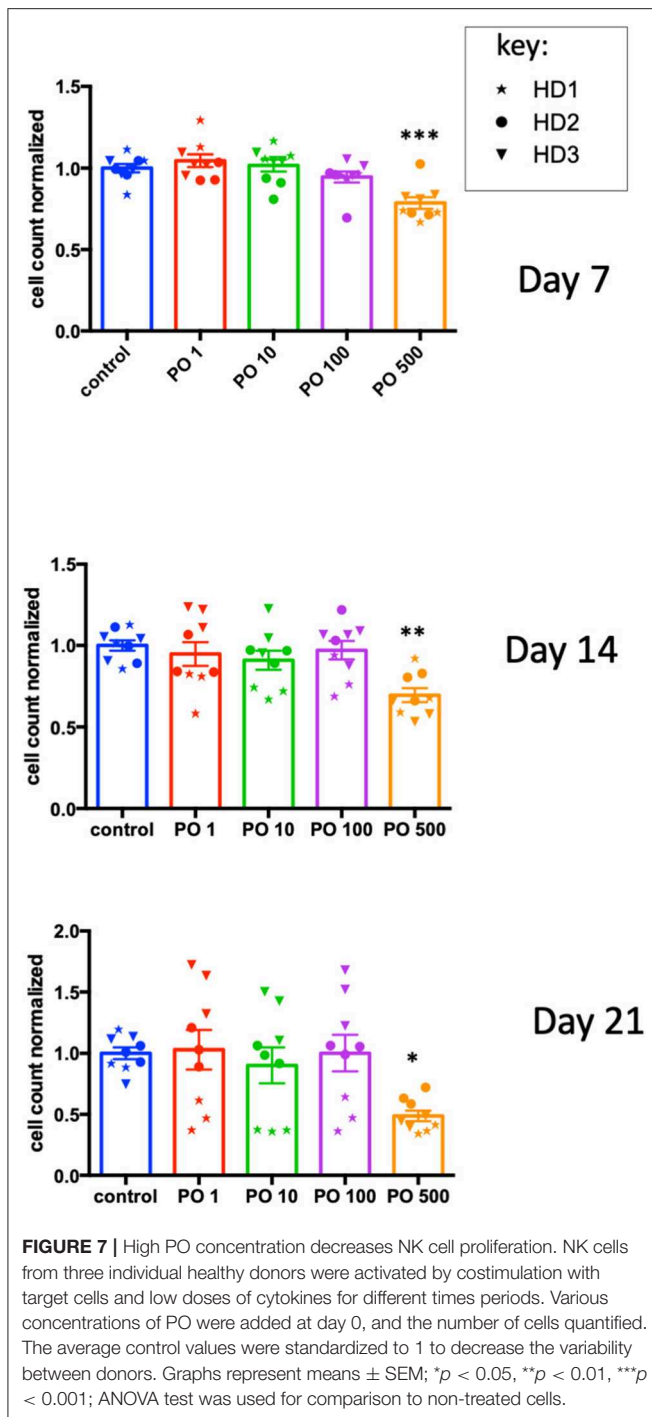 key:
★ HD1
● HD2
▼ HD3
1.5
1.0
0.5
0.0
cell count normalized
***
control
PO 1
PO 10
PO 100
PO 500
Day 7
1.5
1.0
0.5
0.0
cell count normalized
**
control PO 1 PO 10 PO 100 PO 500
Day 14
2.0
1.5
1.0
0.5
0.0
cell count normalized
*
control PO 1 PO 10 PO 100 PO 500
Day 21
FIGURE 7 | High PO concentration decreases NK cell proliferation. NK cells
from three individual healthy donors were activated by costimulation with
target cells and low doses of cytokines for different times periods. Various
concentrations of PO were added at day 0, and the number of cells quantified.
The average control values were standardized to 1 to decrease the variability
between donors. Graphs represent means ± SEM; *p < 0.05, **p < 0.01, ***p
< 0.001; ANOVA test was used for comparison to non-treated cells.